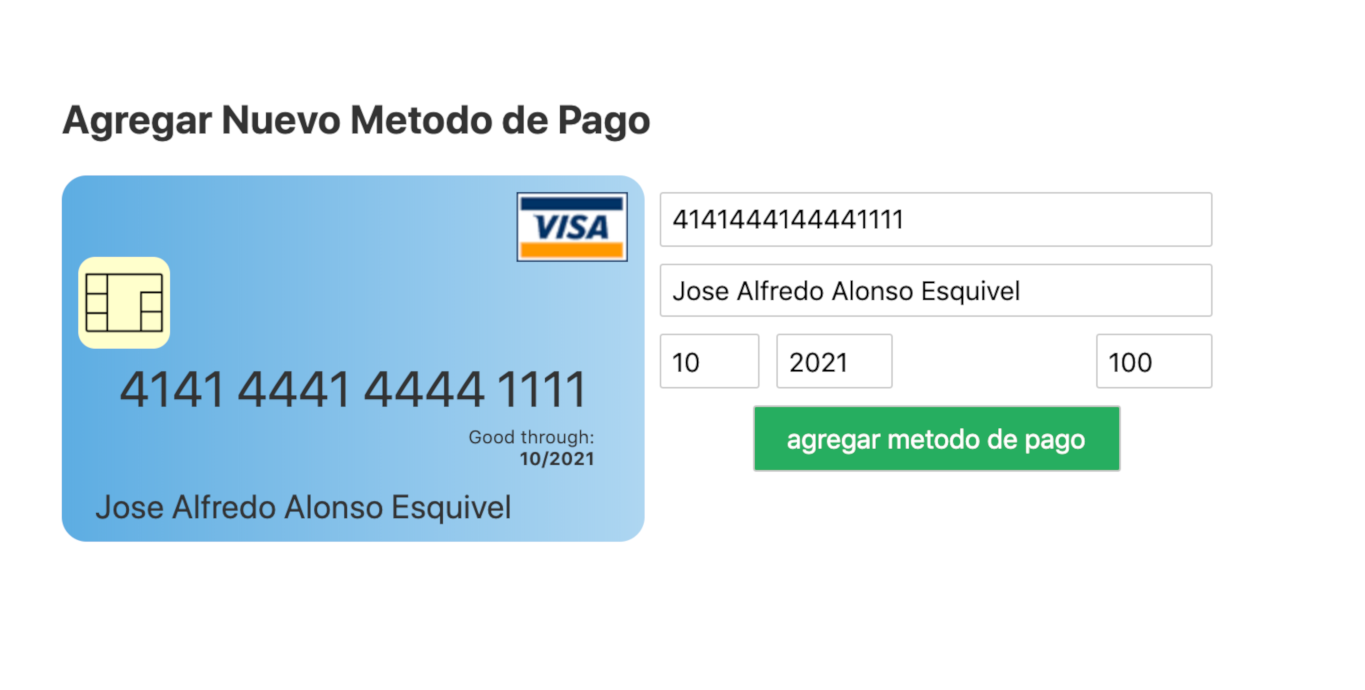 Agregar Nuevo Metodo de Pago
VISA
4141 4441 4444 1111
Good through:
10/2021
Jose Alfredo Alonso Esquivel
4141444144441111
Jose Alfredo Alonso Esquivel
10 2021 100
agregar metodo de pago